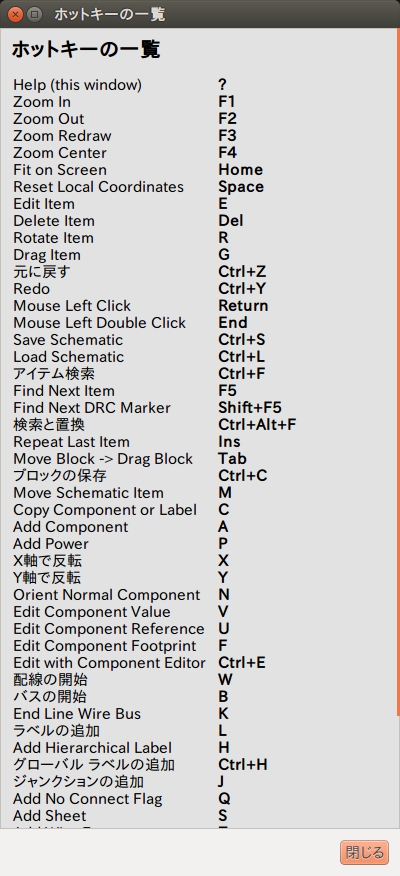 ホットキーの一覧
ホットキーの一覧
Help (this window) ?
Zoom In F1
Zoom Out F2
Zoom Redraw F3
Zoom Center F4
Fit on Screen Home
Reset Local Coordinates Space
Edit Item E
Delete Item Del
Rotate Item R
Drag Item G
元に戻す Ctrl+Z
Redo Ctrl+Y
Mouse Left Click Return
Mouse Left Double Click End
Save Schematic Ctrl+S
Load Schematic Ctrl+L
アイテム検索 Ctrl+F
Find Next Item F5
Find Next DRC Marker Shift+F5
検索と置換 Ctrl+Alt+F
Repeat Last Item Ins
Move Block -> Drag Block Tab
ブロックの保存 Ctrl+C
Move Schematic Item M
Copy Component or Label C
Add Component A
Add Power P
X軸で反転 X
Y軸で反転 Y
Orient Normal Component N
Edit Component Value V
Edit Component Reference U
Edit Component Footprint F
Edit with Component Editor Ctrl+E
配線の開始 W
バスの開始 B
End Line Wire Bus K
ラベルの追加 L
Add Hierarchical Label H
グローバル ラベルの追加 Ctrl+H
ジャンクションの追加 J
Add No Connect Flag Q
Add Sheet S
閉じる